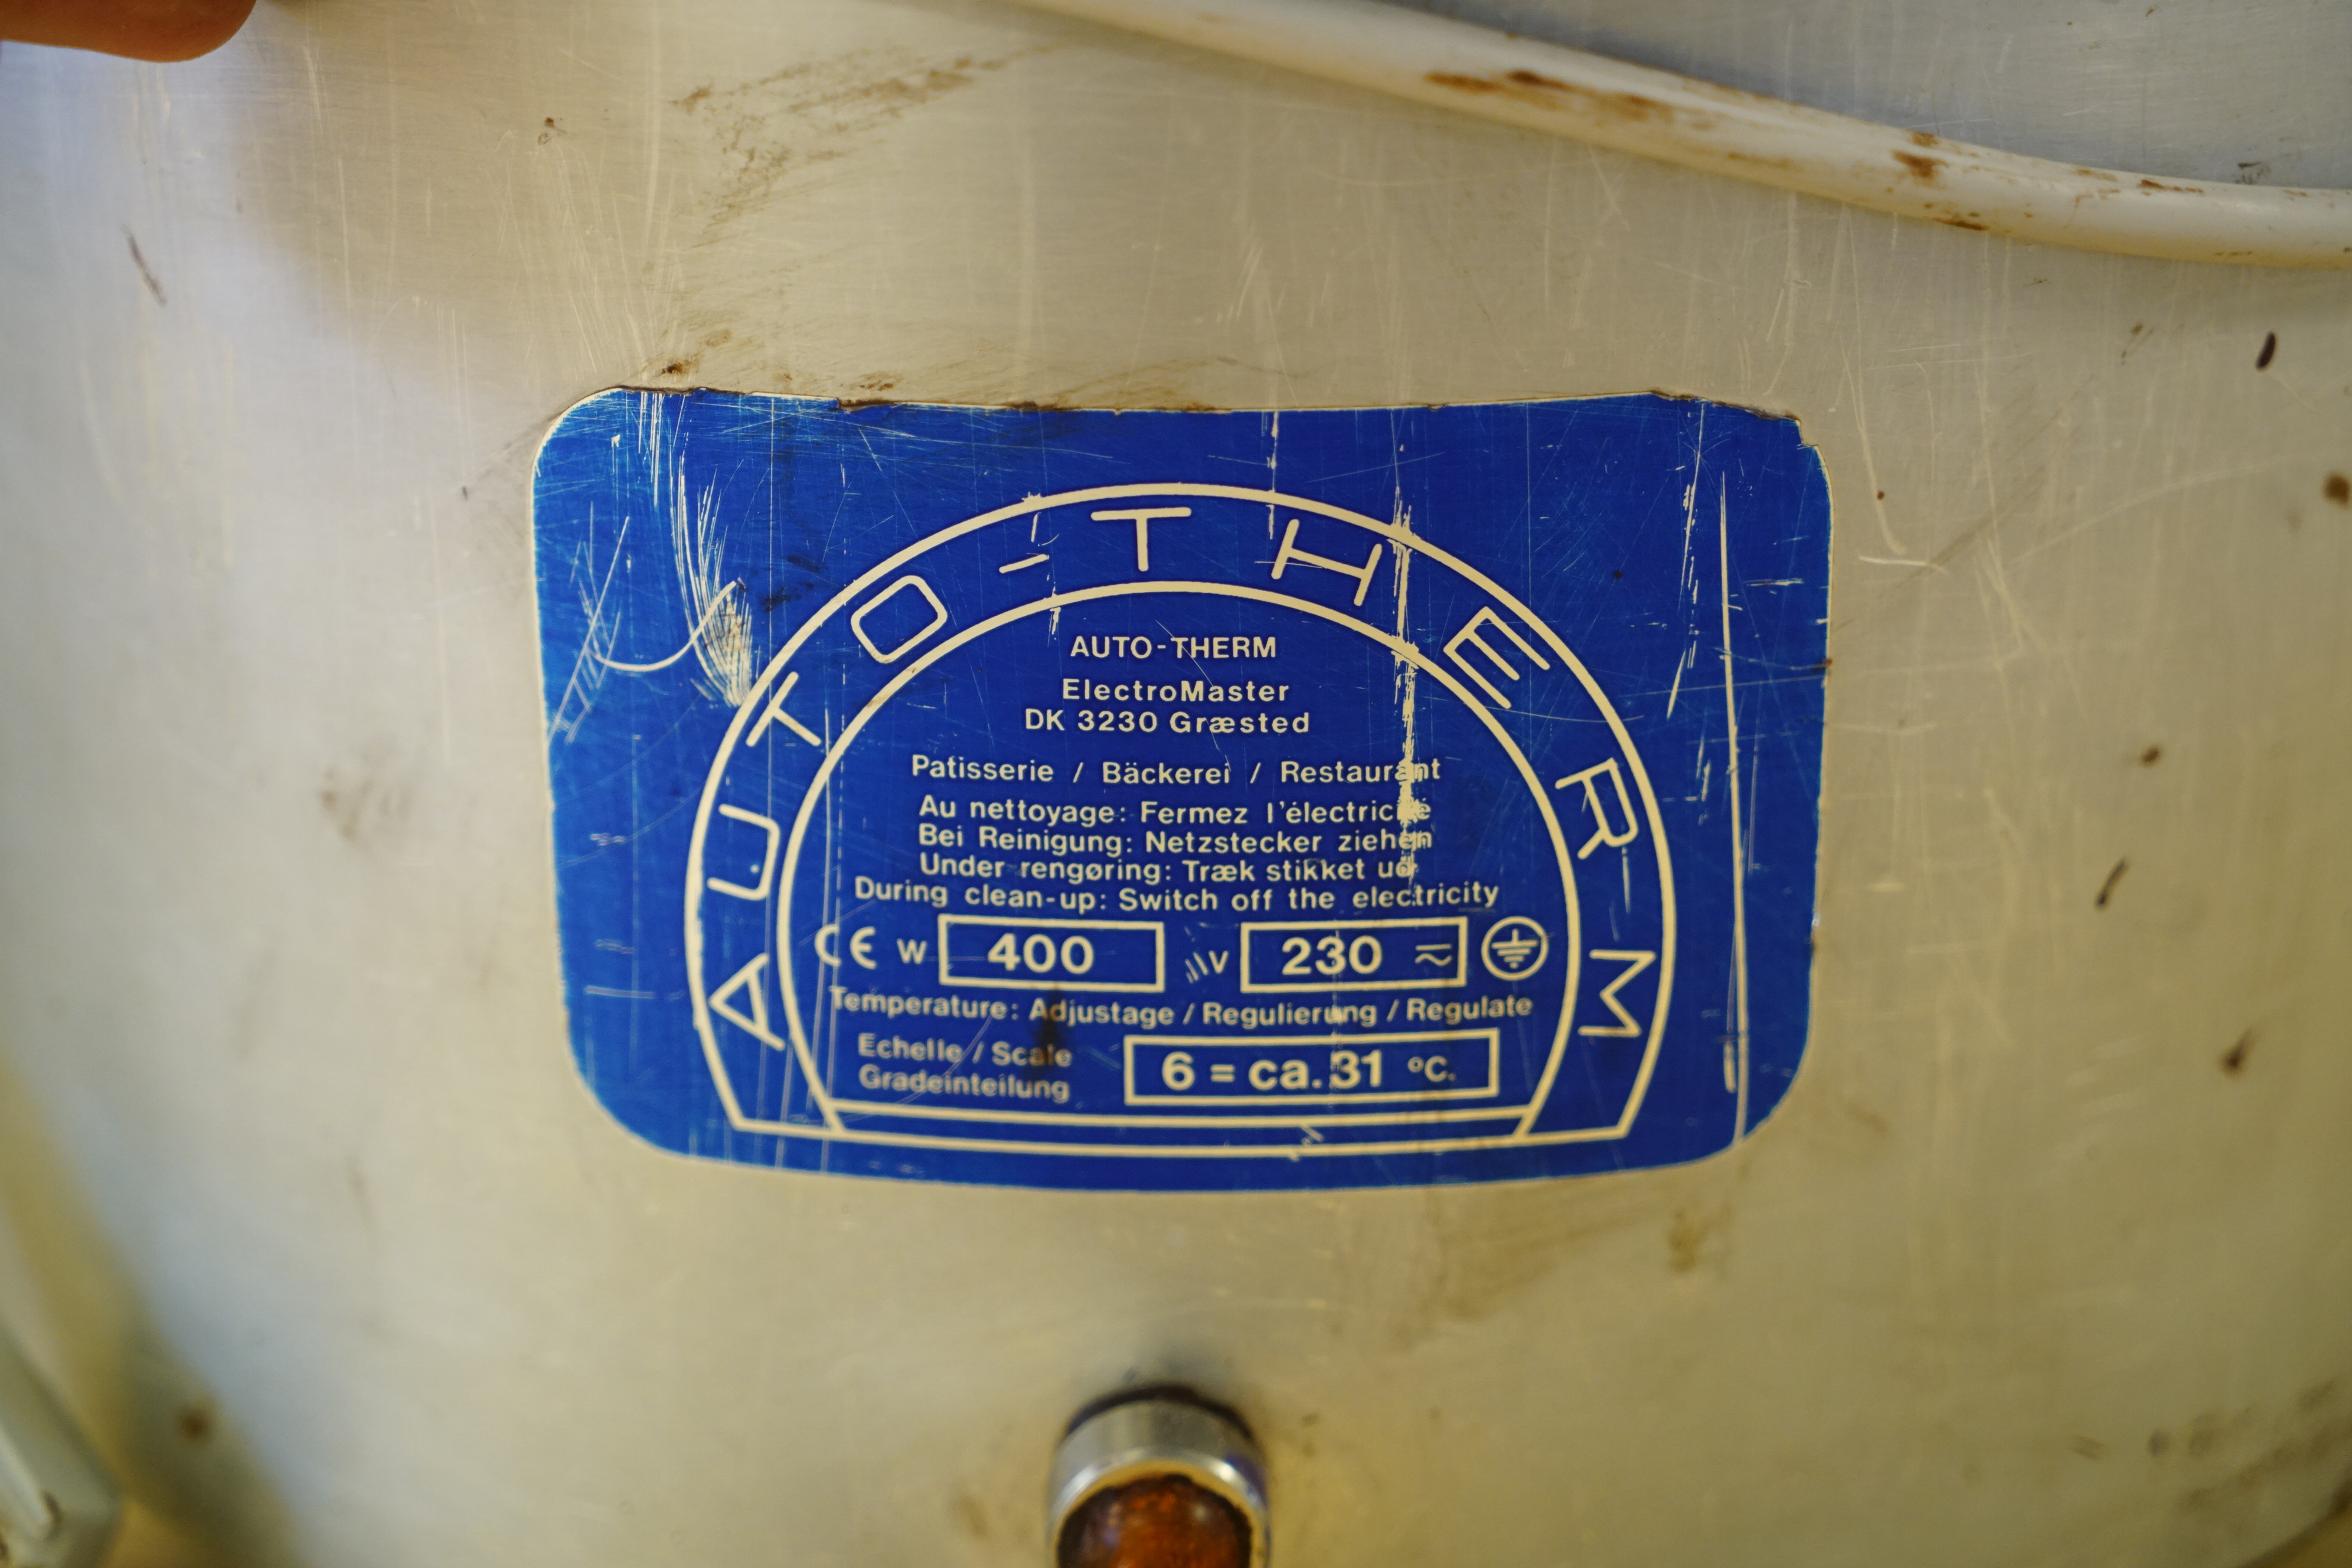 AUTO-THERM
AUTO-THERM
ElectroMaster
DK 3230 Græsted
Patisserie / Bäckerei / Restaurant
Au nettoyage: Fermez l'électricité
Bei Reinigung: Netzstecker ziehen
Under rengøring: Træk stikket ud
During clean-up: Switch off the electricity
CE W 400 V 230 ≂
Temperature: Adjustage / Regulierung / Regulate
Echelle / Scale
Gradeinteilung
6 = ca. 31 °C.